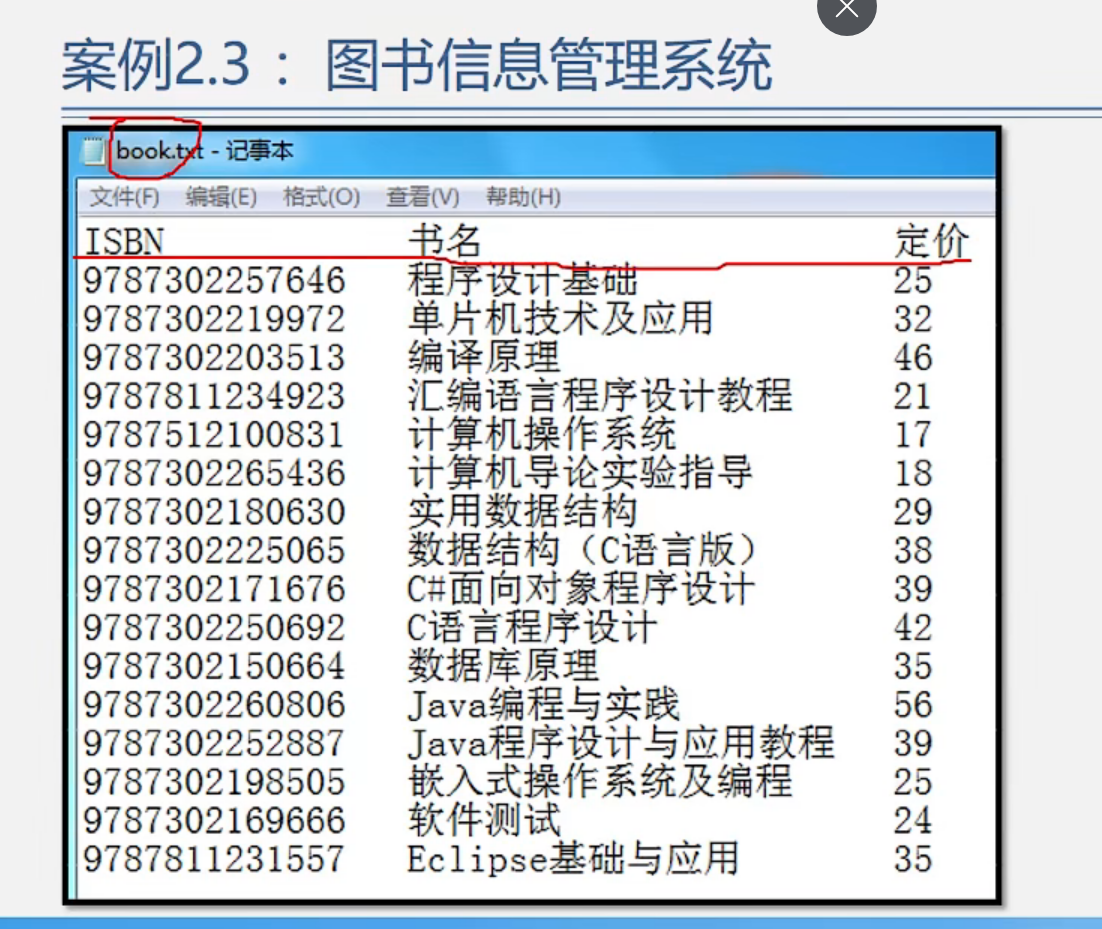 案例2.3 ：图书信息管理系统
book.txt - 记事本
文件(F) 编辑(E) 格式(O) 查看(V) 帮助(H)
ISBN 书名 定价
9787302257646 程序设计基础 25
9787302219972 单片机技术及应用 32
9787302203513 编译原理 46
9787811234923 汇编语言程序设计教程 21
9787512100831 计算机操作系统 17
9787302265436 计算机导论实验指导 18
9787302180630 实用数据结构 29
9787302225065 数据结构（C语言版） 38
9787302171676 C#面向对象程序设计 39
9787302250692 C语言程序设计 42
9787302150664 数据库原理 35
9787302260806 Java编程与实践 56
9787302252887 Java程序设计与应用教程 39
9787302198505 嵌入式操作系统及编程 25
9787302169666 软件测试 24
9787811231557 Eclipse基础与应用 35